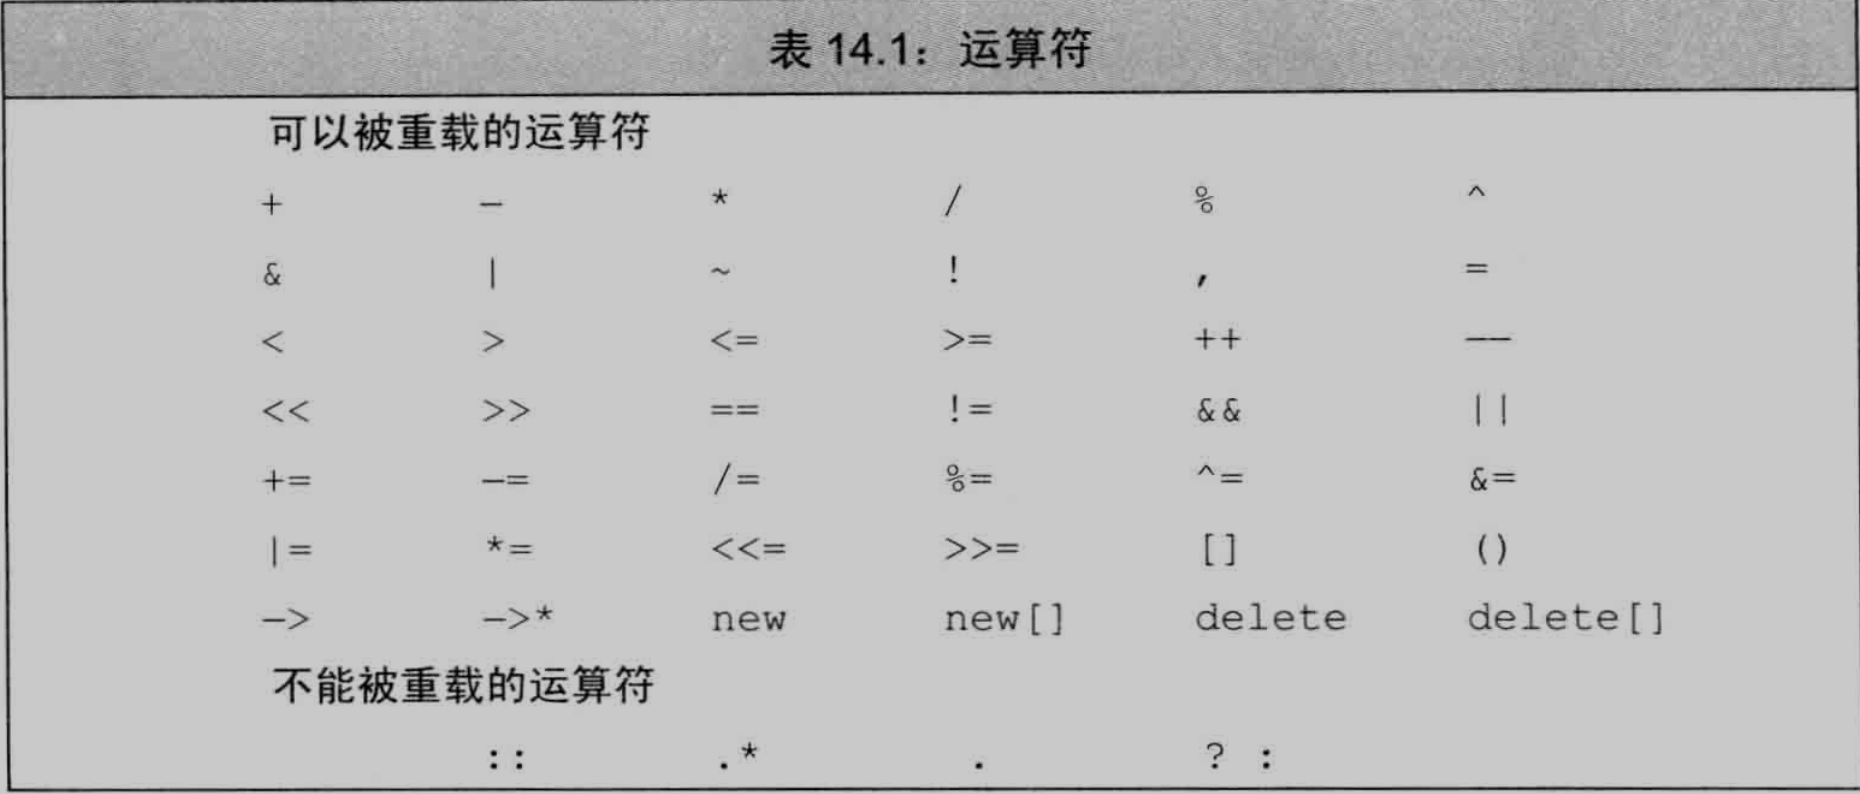 表 14.1：运算符
可以被重载的运算符
+ - * / % ^
& | ~ ! , =
< > <= >= ++ --
<< >> == != && ||
+= -= /= %= ^= &=
|= *= <<= >>= [] ()
-> ->* new new[] delete delete[]
不能被重载的运算符
:: .* . ? :